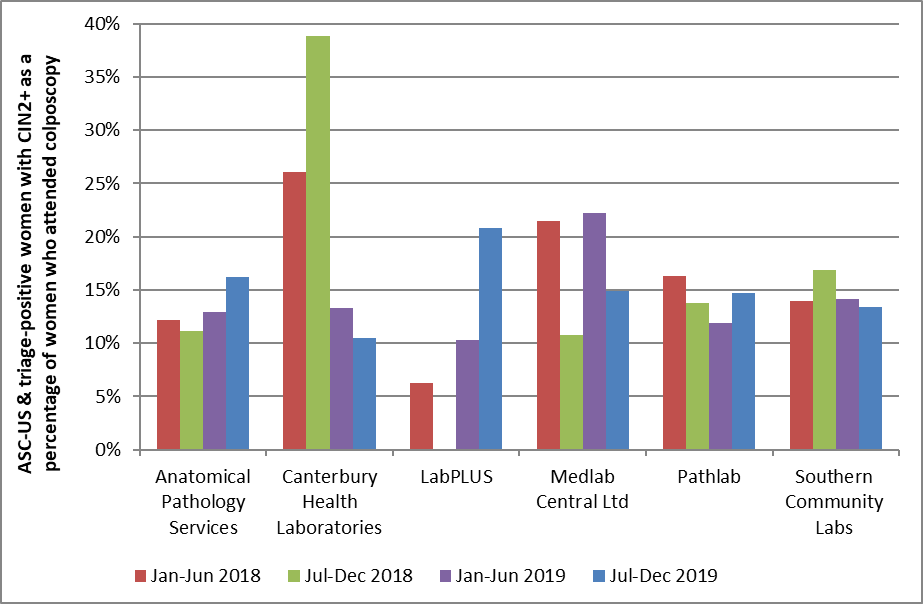 ASC-US & triage-positive women with CIN2+ as a
percentage of women who attended colposcopy
40%
35%
30%
25%
20%
15%
10%
5%
0%
Anatomical
Pathology
Services
Canterbury
Health
Laboratories
LabPLUS
Medlab
Central Ltd
Pathlab
Southern
Community
Labs
Jan-Jun 2018
Jul-Dec 2018
Jan-Jun 2019
Jul-Dec 2019